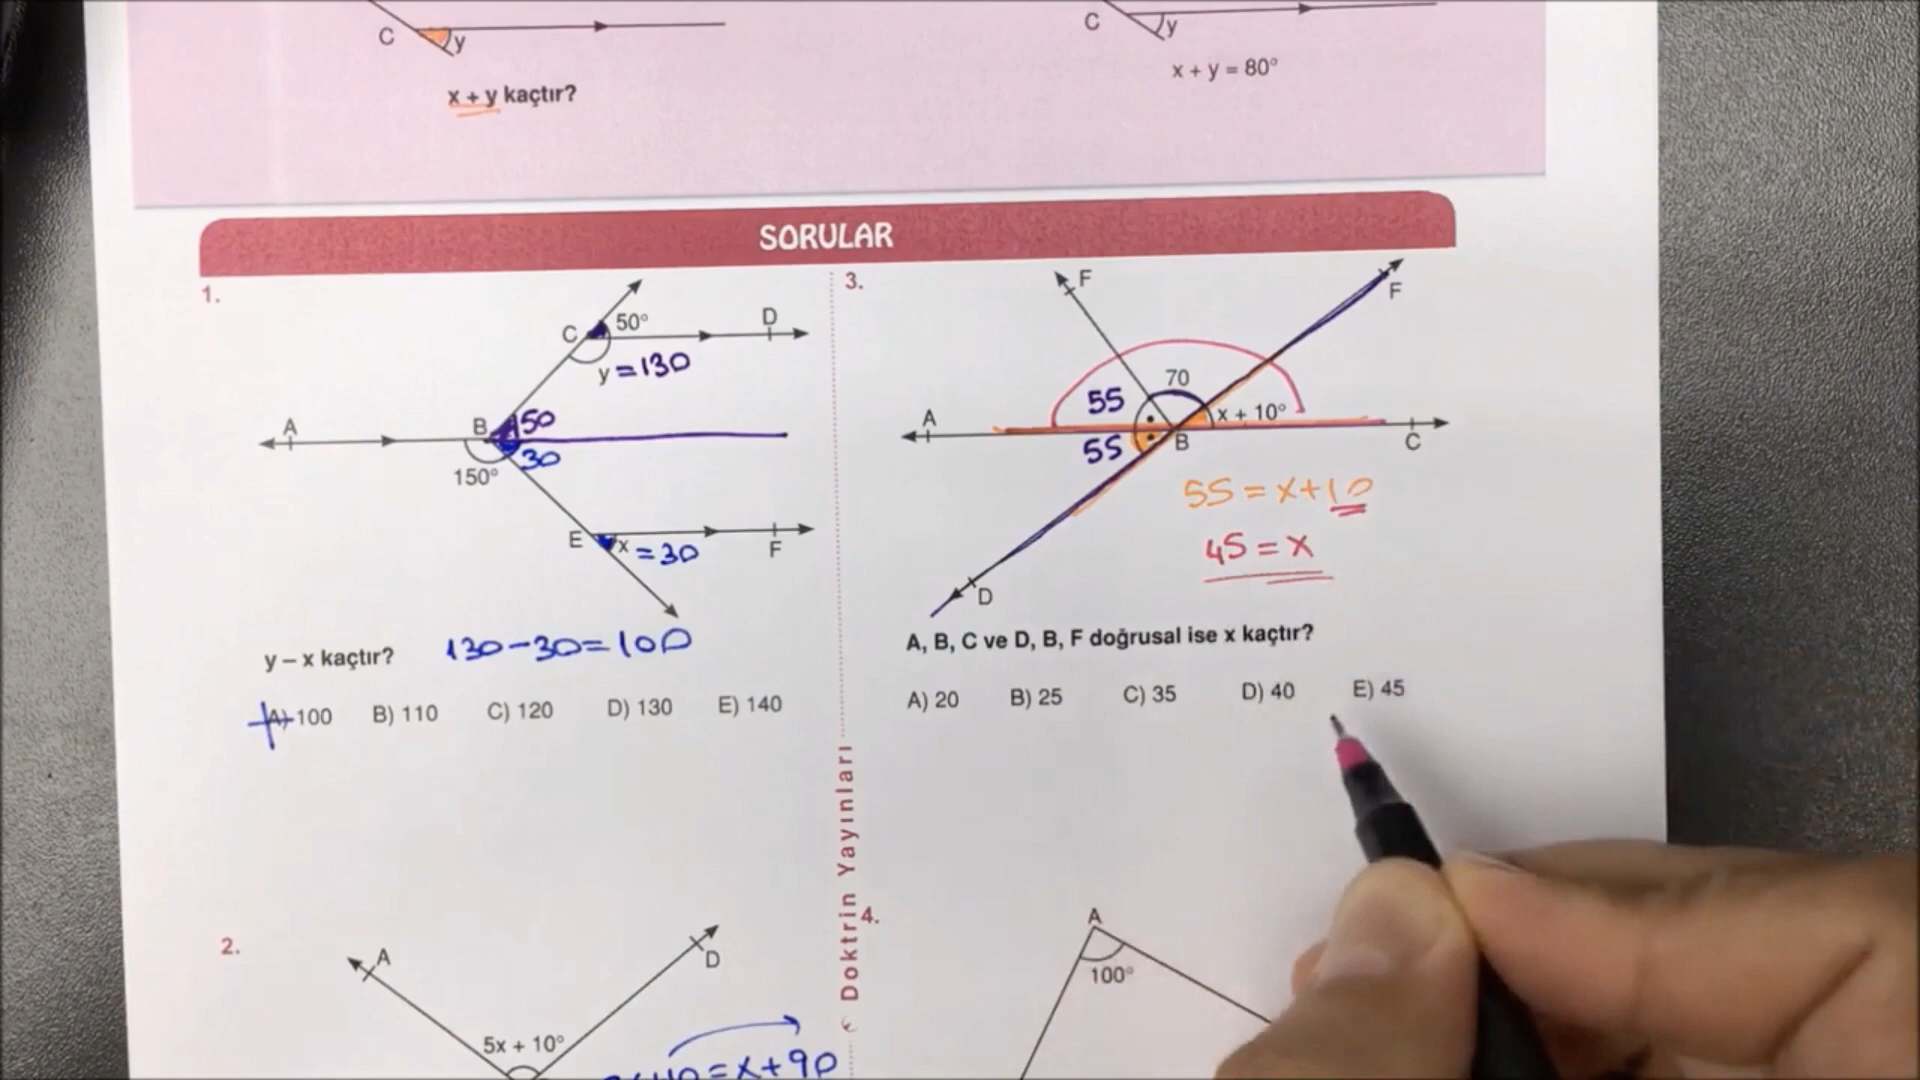 C
y
x + y kaçtır?
C
y
x + y = 80°
SORULAR
1.
C
50°
D
y = 130
A
B
50
30
150°
E
x = 30
F
y – x kaçtır?
130-30=100
A) 100 B) 110 C) 120 D) 130 E) 140
3.
F
F
70
55
x + 10°
A
55
B
C
55 = x+10
45 = x
D
A, B, C ve D, B, F doğrusal ise x kaçtır?
A) 20 B) 25 C) 35 D) 40 E) 45
Doktrin Yayınları
2.
A
D
5x + 10°
=x+90
4.
A
100°